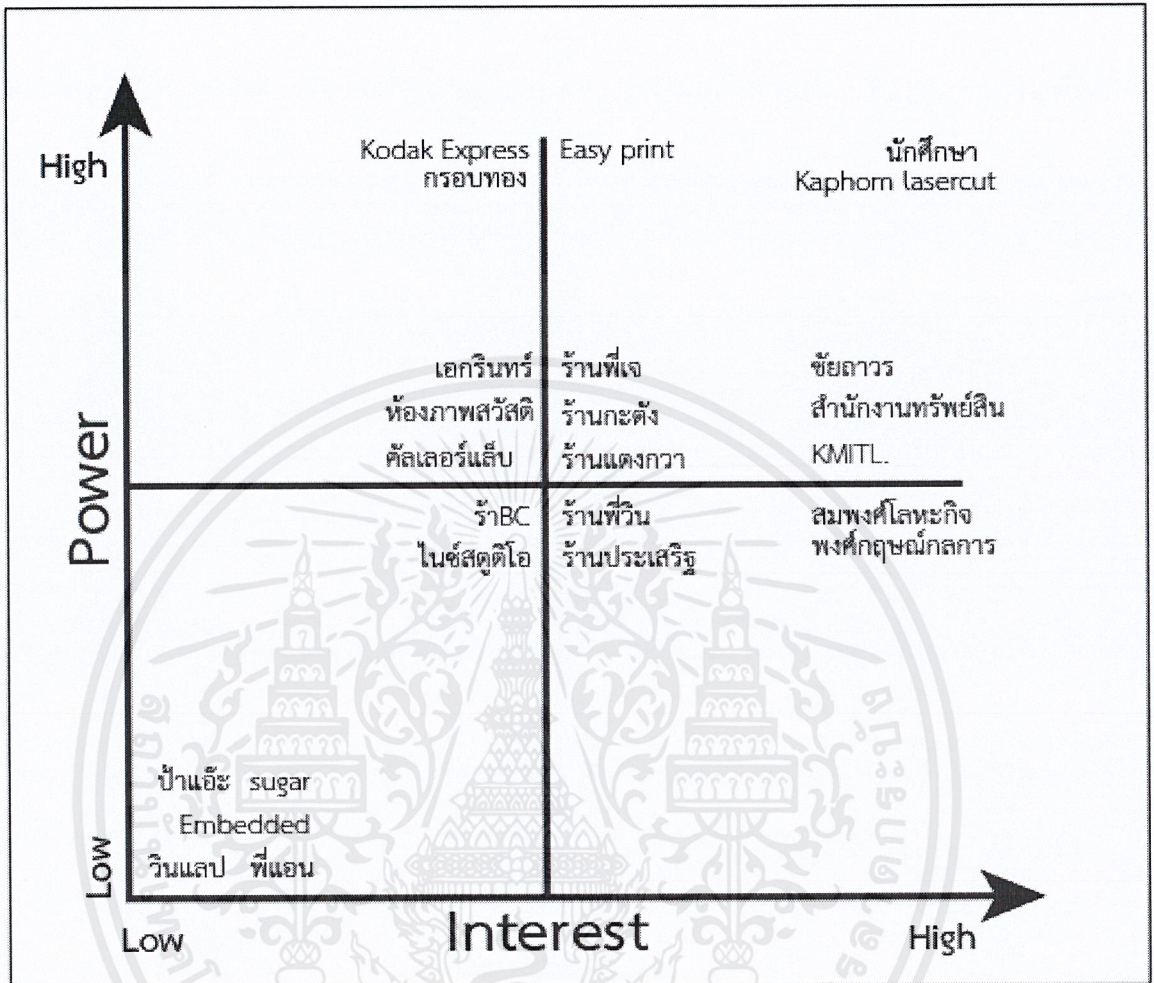 High
Kodak Express
กรอบทอง
Easy print
นักศึกษา
Kaphorn lasercut
Power
เอกรินทร์
ห้องภาพสวัสดิ
คัลเลอร์แล็บ
ร้านพี่เจ
ร้านกะตัง
ร้านแตงกวา
ชัยถาวร
สำนักงานทรัพย์สิน
KMITL.
ร้าBC
ไนซ์สตูดิโอ
ร้านพี่วิน
ร้านประเสริฐ
สมพงศ์โลหะกิจ
พงศ์กฤษณ์กลการ
ป้าแอ๊ะ sugar
Embedded
วินแลป พี่แอน
Low
Low
Interest
High